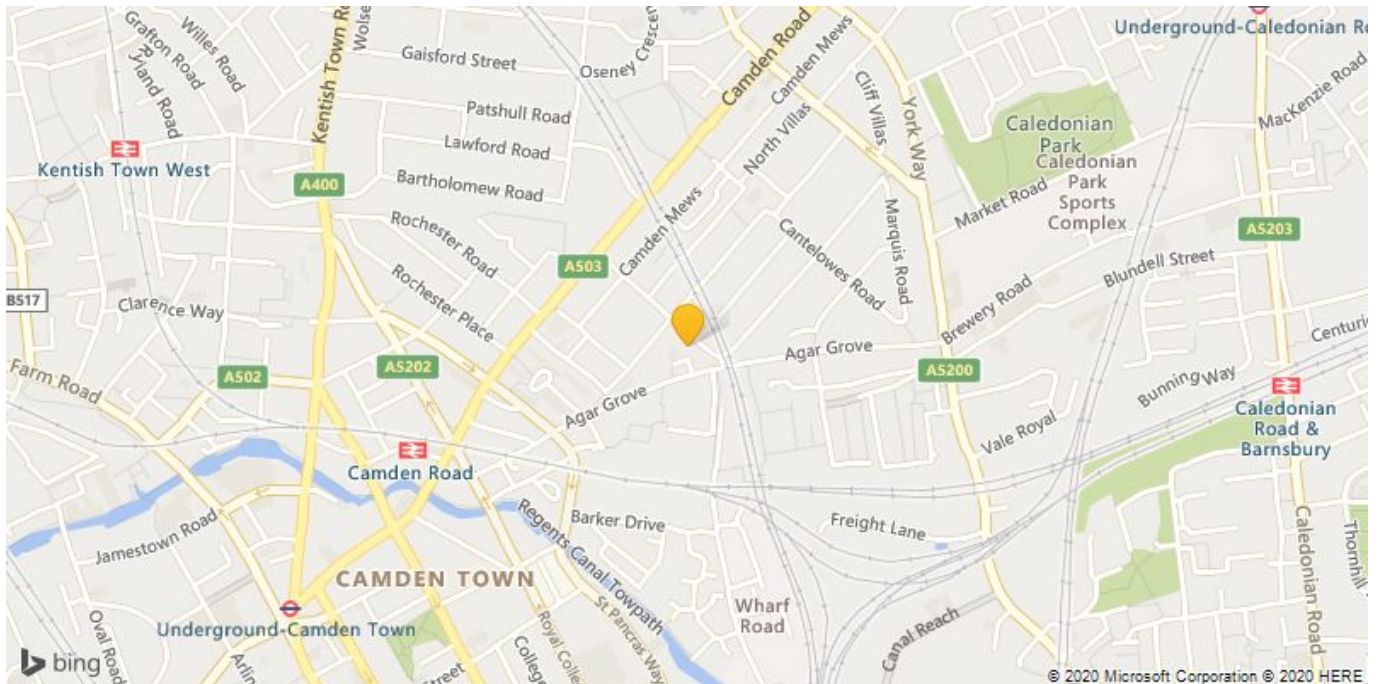 Grafton Road
Willes Road
Ryland Road
Kentish Town Ro
Wolse
Gaisford Street
Oseney Crescen
Camden Road
Camden Mews
Underground-Caledonian Ro
Patshull Road
Cliff Villas
York Way
MacKenzie Road
Caledonian
Park
Lawford Road
North Villas
Kentish Town West
Caledonian
Park
Sports
Complex
A400
Bartholomew Road
Market Road
Camden Mews
Marquis Road
Rochester Road
Cantelowes Road
A5203
A503
Blundell Street
B517
Clarence Way
Rochester Place
Brewery Road
Centuri
Agar Grove
A502
A5202
A5200
Farm Road
Bunning Way
Agar Grove
Caledonian
Road &
Barnsbury
Vale Royal
Camden Road
Jamestown Road
Regents Canal Towpath
Barker Drive
Freight Lane
Caledonian Road
Thornhill
CAMDEN TOWN
Wharf
Road
Underground-Camden Town
Oval Road
Royal Colle
St Pancras Way
Canal Reach
Arlin
Street
College
bing
© 2020 Microsoft Corporation © 2020 HERE